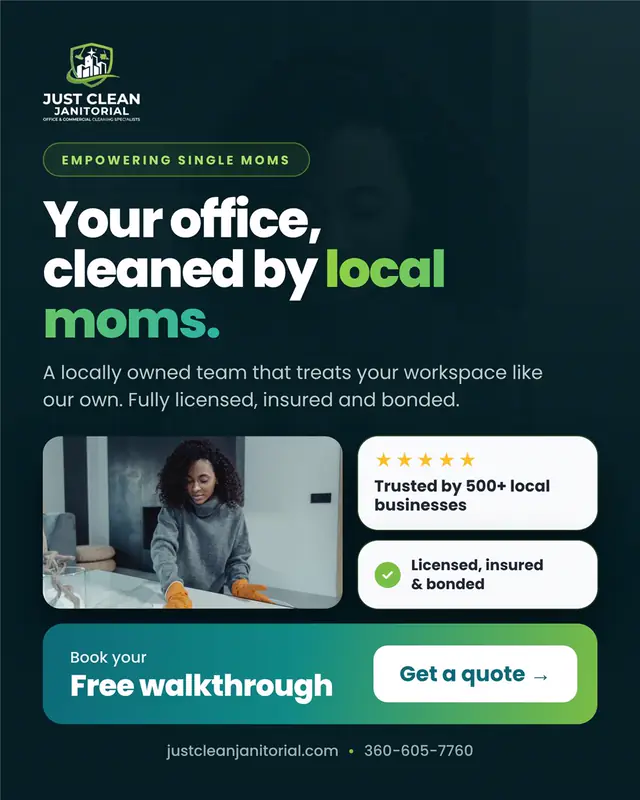 JUST CLEAN
JANITORIAL
OFFICE & COMMERCIAL CLEANING SPECIALISTS
EMPOWERING SINGLE MOMS
Your office,
cleaned by local
moms.
A locally owned team that treats your workspace like
our own. Fully licensed, insured and bonded.
★★★★★
Trusted by 500+ local
businesses
Licensed, insured
& bonded
Book your
Free walkthrough
Get a quote →
justcleanjanitorial.com • 360-605-7760